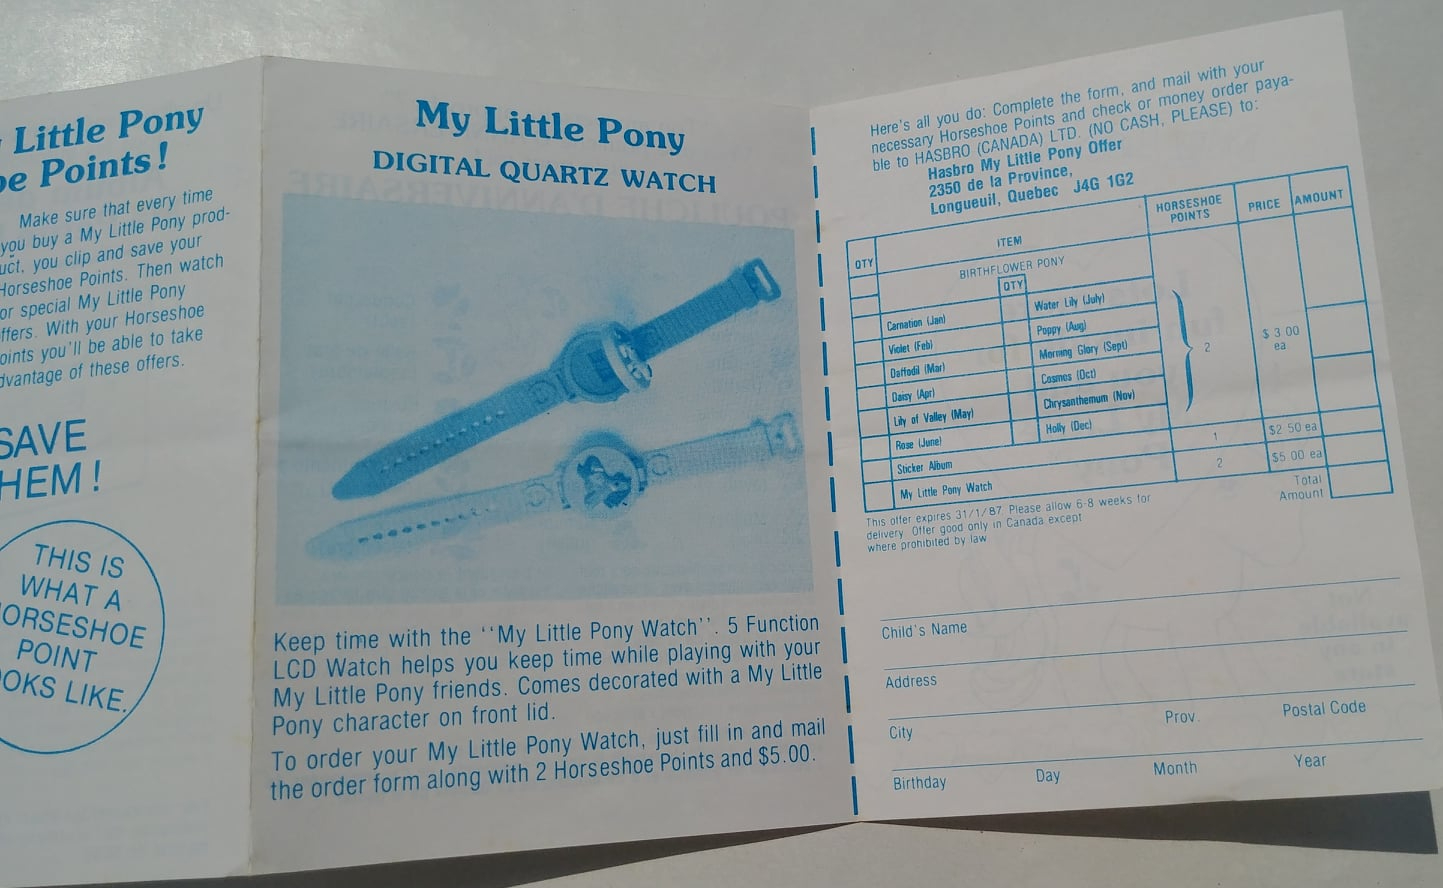 Little Pony
Points!
Make sure that every time
you buy a My Little Pony prod-
uct, you clip and save your
Horseshoe Points. Then watch
or special My Little Pony
ffers. With your Horseshoe
oints you'll be able to take
dvantage of these offers.
SAVE
HEM!
THIS IS
WHAT A
ORSESHOE
POINT
OOKS LIKE.
My Little Pony
DIGITAL QUARTZ WATCH
Keep time with the "My Little Pony Watch". 5 Function
LCD Watch helps you keep time while playing with your
My Little Pony friends. Comes decorated with a My Little
Pony character on front lid.
To order your My Little Pony Watch, just fill in and mail
the order form along with 2 Horseshoe Points and $5.00.
Here's all you do: Complete the form, and mail with your
necessary Horseshoe Points and check or money order paya-
ble to HASBRO (CANADA) LTD. (NO CASH, PLEASE) to:
Hasbro My Little Pony Offer
2350 de la Province,
Longueuil, Quebec J4G 1G2
QTY ITEM HORSESHOE POINTS PRICE AMOUNT
BIRTHFLOWER PONY
QTY
Carnation (Jan) Water Lily (July)
Violet (Feb) Poppy (Aug)
Daffodil (Mar) Morning Glory (Sept)
Daisy (Apr) Cosmos (Oct)
Lily of Valley (May) Chrysanthemum (Nov)
Rose (June) Holly (Dec)
2 $ 3.00 ea.
Sticker Album 1 $2 50 ea
My Little Pony Watch 2 $5.00 ea
Total
Amount
This offer expires 31/1/87. Please allow 6-8 weeks for
delivery. Offer good only in Canada except
where prohibited by law
Child's Name
Address
City Prov. Postal Code
Birthday Day Month Year